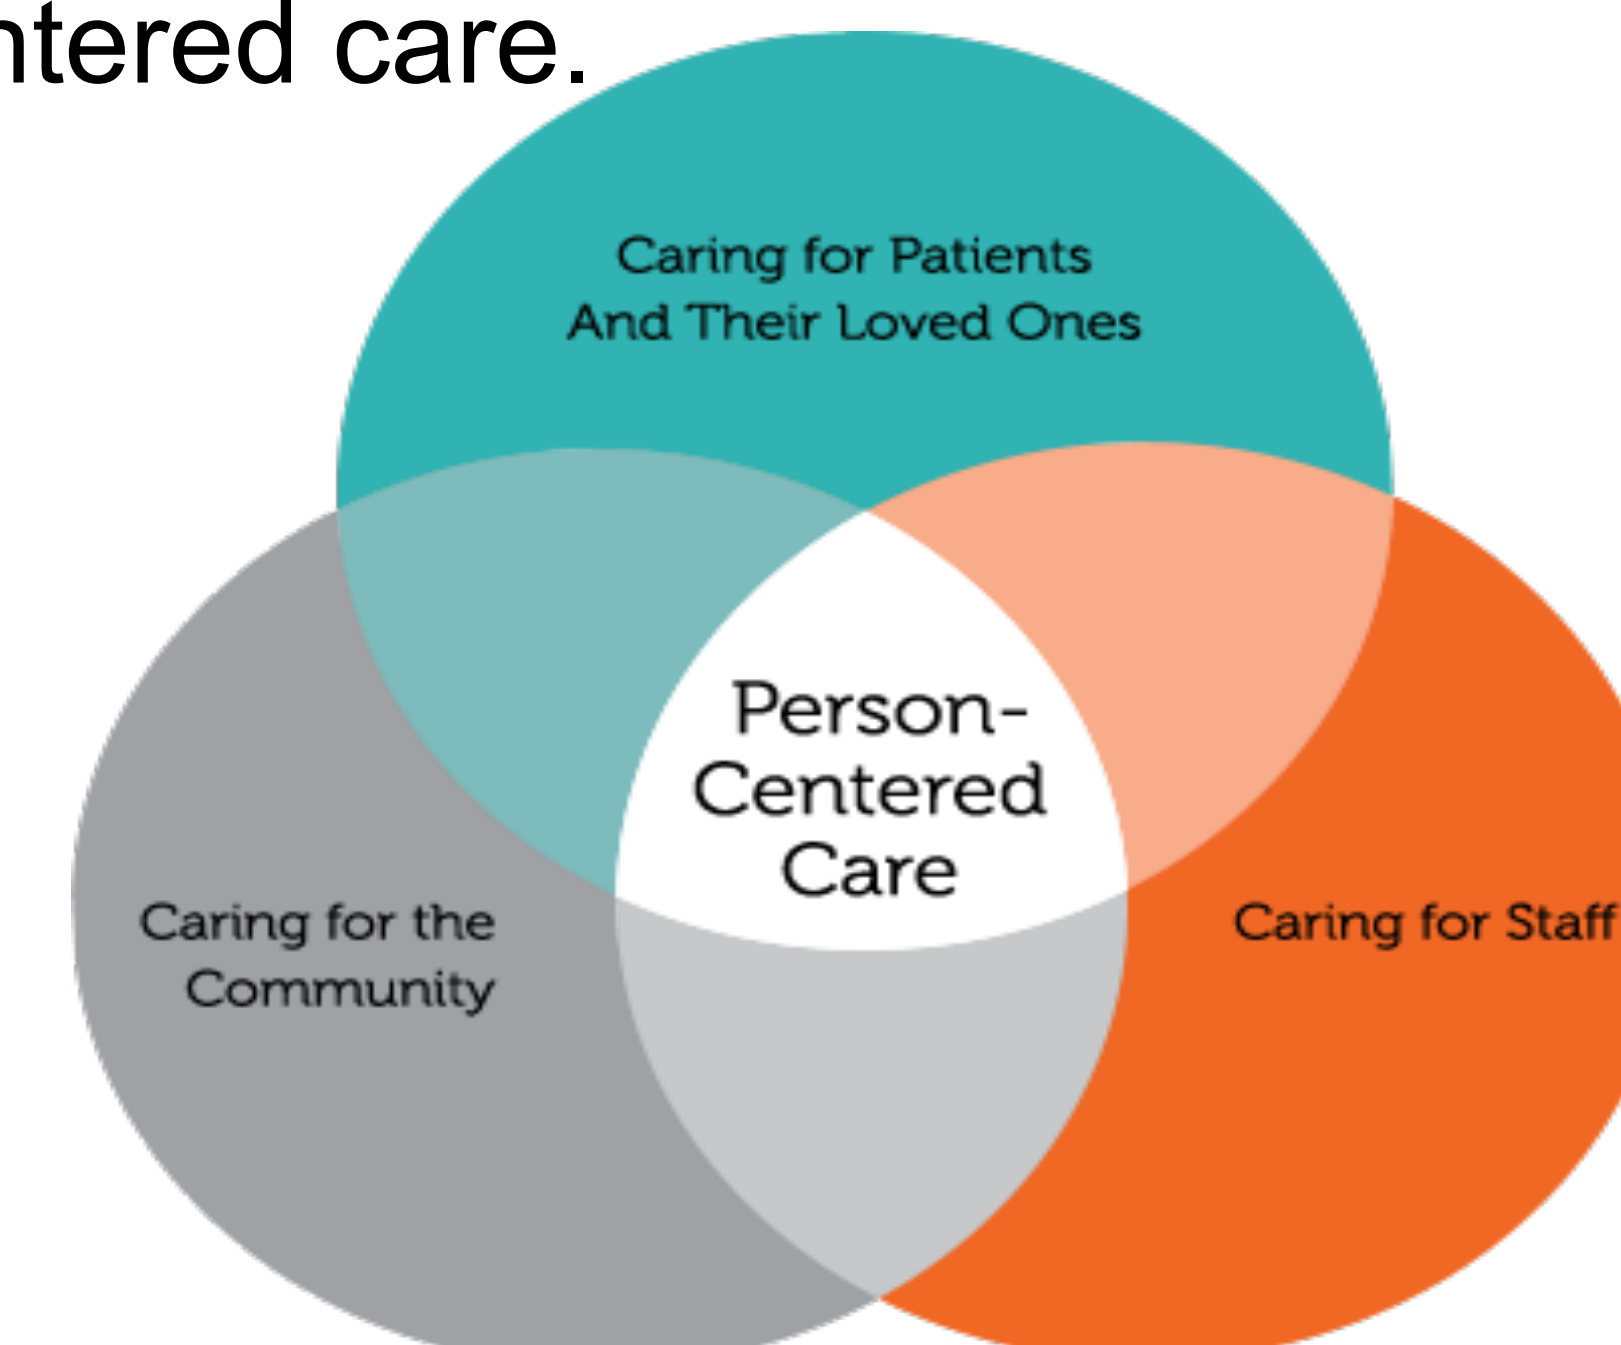 ntered care.
Caring for Patients
And Their Loved Ones
Person-
Centered
Care
Caring for the
Community
Caring for Staff